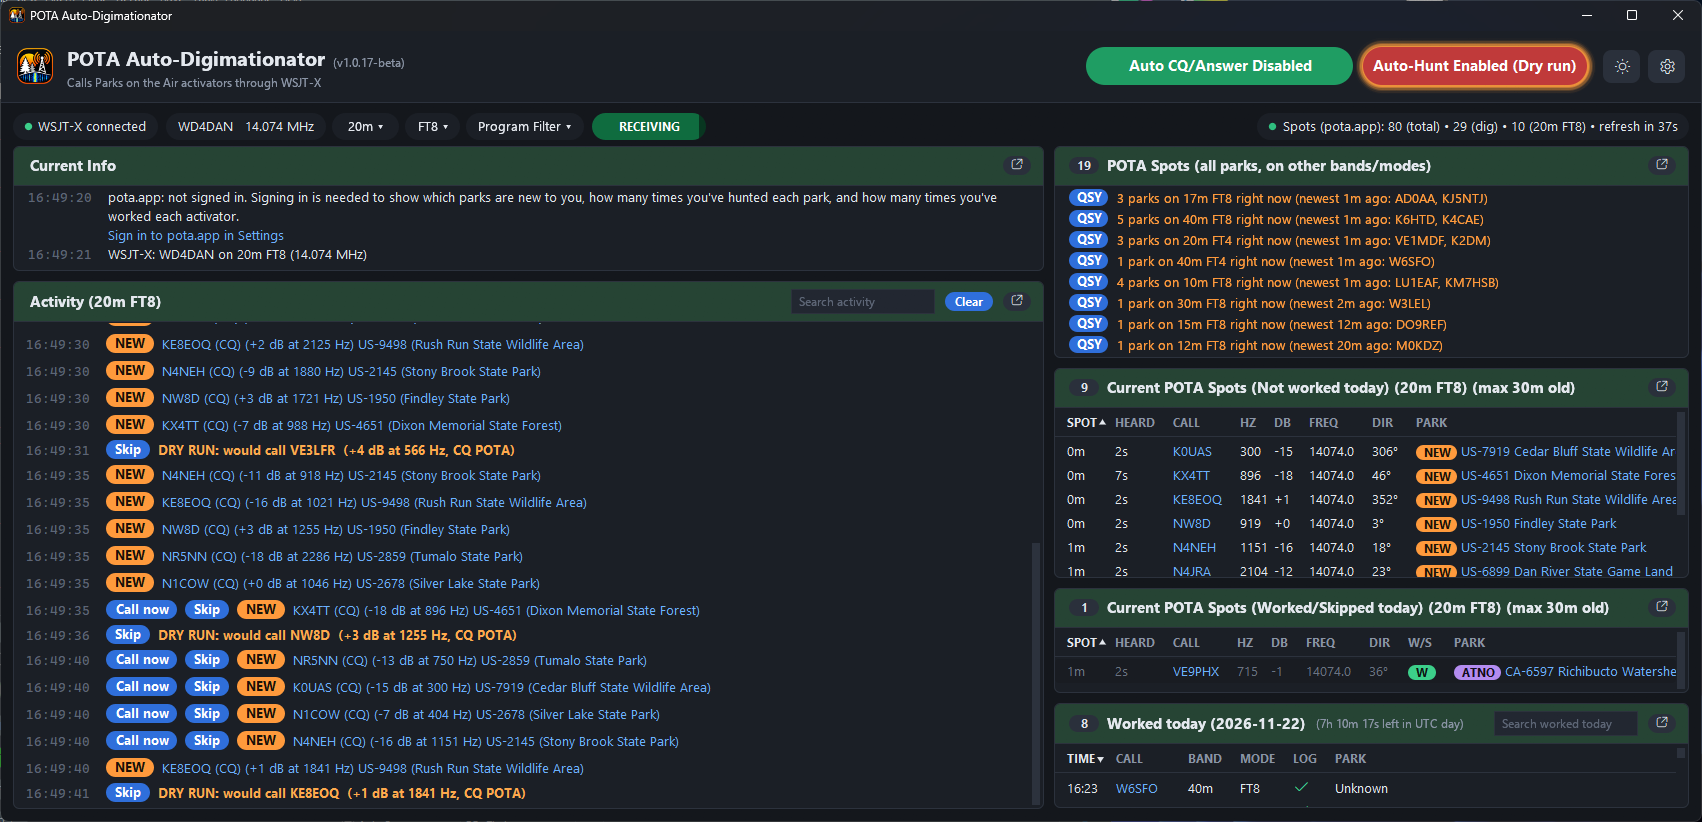 POTA Auto-Digimationator
POTA Auto-Digimationator (v1.0.17-beta)
Calls Parks on the Air activators through WSJT-X
Auto CQ/Answer Disabled
Auto-Hunt Enabled (Dry run)
WSJT-X connected
WD4DAN 14.074 MHz
20m ▾
FT8 ▾
Program Filter ▾
RECEIVING
Spots (pota.app): 80 (total) • 29 (dig) • 10 (20m FT8) • refresh in 37s
Current Info
16:49:20 pota.app: not signed in. Signing in is needed to show which parks are new to you, how many times you've hunted each park, and how many times you've
worked each activator.
Sign in to pota.app in Settings
16:49:21 WSJT-X: WD4DAN on 20m FT8 (14.074 MHz)
Activity (20m FT8)
Search activity
Clear
16:49:30 NEW KE8EOQ (CQ) (+2 dB at 2125 Hz) US-9498 (Rush Run State Wildlife Area)
16:49:30 NEW N4NEH (CQ) (-9 dB at 1880 Hz) US-2145 (Stony Brook State Park)
16:49:30 NEW NW8D (CQ) (+3 dB at 1721 Hz) US-1950 (Findley State Park)
16:49:30 NEW KX4TT (CQ) (-7 dB at 988 Hz) US-4651 (Dixon Memorial State Forest)
16:49:31 Skip DRY RUN: would call VE3LFR (+4 dB at 566 Hz, CQ POTA)
16:49:35 NEW N4NEH (CQ) (-11 dB at 918 Hz) US-2145 (Stony Brook State Park)
16:49:35 NEW KE8EOQ (CQ) (-16 dB at 1021 Hz) US-9498 (Rush Run State Wildlife Area)
16:49:35 NEW NW8D (CQ) (+3 dB at 1255 Hz) US-1950 (Findley State Park)
16:49:35 NEW NR5NN (CQ) (-18 dB at 2286 Hz) US-2859 (Tumalo State Park)
16:49:35 NEW N1COW (CQ) (+0 dB at 1046 Hz) US-2678 (Silver Lake State Park)
16:49:35 Call now Skip NEW KX4TT (CQ) (-18 dB at 896 Hz) US-4651 (Dixon Memorial State Forest)
16:49:36 Skip DRY RUN: would call NW8D (+3 dB at 1255 Hz, CQ POTA)
16:49:40 Call now Skip NEW NR5NN (CQ) (-13 dB at 750 Hz) US-2859 (Tumalo State Park)
16:49:40 Call now Skip NEW K0UAS (CQ) (-15 dB at 300 Hz) US-7919 (Cedar Bluff State Wildlife Area)
16:49:40 Call now Skip NEW N1COW (CQ) (-7 dB at 404 Hz) US-2678 (Silver Lake State Park)
16:49:40 Call now Skip NEW N4NEH (CQ) (-16 dB at 1151 Hz) US-2145 (Stony Brook State Park)
16:49:40 NEW KE8EOQ (CQ) (+1 dB at 1841 Hz) US-9498 (Rush Run State Wildlife Area)
16:49:41 Skip DRY RUN: would call KE8EOQ (+1 dB at 1841 Hz, CQ POTA)
19 POTA Spots (all parks, on other bands/modes)
QSY 3 parks on 17m FT8 right now (newest 1m ago: AD0AA, KJ5NTJ)
QSY 5 parks on 40m FT8 right now (newest 1m ago: K6HTD, K4CAE)
QSY 3 parks on 20m FT4 right now (newest 1m ago: VE1MDF, K2DM)
QSY 1 park on 40m FT4 right now (newest 1m ago: W6SFO)
QSY 4 parks on 10m FT8 right now (newest 1m ago: LU1EAF, KM7HSB)
QSY 1 park on 30m FT8 right now (newest 2m ago: W3LEL)
QSY 1 park on 15m FT8 right now (newest 12m ago: DO9REF)
QSY 1 park on 12m FT8 right now (newest 20m ago: M0KDZ)
9 Current POTA Spots (Not worked today) (20m FT8) (max 30m old)
SPOT▲ HEARD CALL HZ DB FREQ DIR PARK
0m 2s K0UAS 300 -15 14074.0 306° NEW US-7919 Cedar Bluff State Wildlife Ar
0m 7s KX4TT 896 -18 14074.0 46° NEW US-4651 Dixon Memorial State Fores
0m 2s KE8EOQ 1841 +1 14074.0 352° NEW US-9498 Rush Run State Wildlife Area
0m 2s NW8D 919 +0 14074.0 3° NEW US-1950 Findley State Park
1m 2s N4NEH 1151 -16 14074.0 18° NEW US-2145 Stony Brook State Park
1m 2s N4JRA 2104 -12 14074.0 23° NEW US-6899 Dan River State Game Land
1 Current POTA Spots (Worked/Skipped today) (20m FT8) (max 30m old)
SPOT▲ HEARD CALL HZ DB FREQ DIR W/S PARK
1m 2s VE9PHX 715 -1 14074.0 36° W ATNO CA-6597 Richibucto Watershe
8 Worked today (2026-11-22) (7h 10m 17s left in UTC day)
Search worked today
TIME▼ CALL BAND MODE LOG PARK
16:23 W6SFO 40m FT8 ✓ Unknown